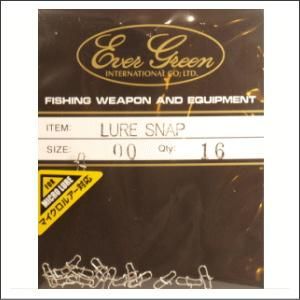 Ever Green
INTERNATIONAL CO; LTD.
FISHING WEAPON AND EQUIPMENT
ITEM: LURE SNAP
SIZE: 00 Qty: 16
FOR
MICRO LURE
マイクロルアー対応